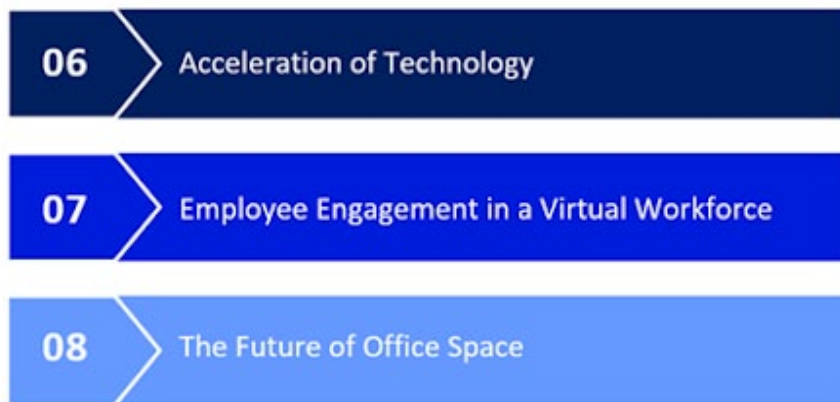 06 Acceleration of Technology
07 Employee Engagement in a Virtual Workforce
08 The Future of Office Space